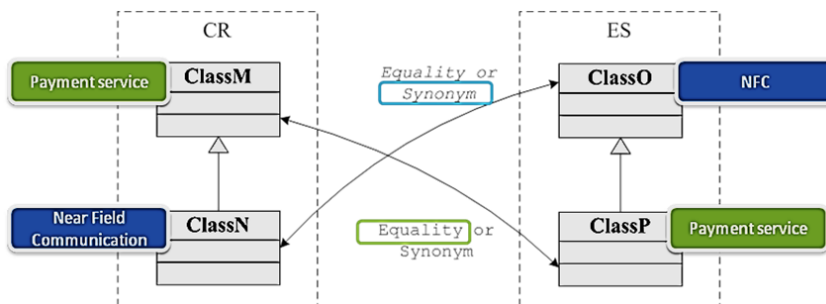 CR
ES
Payment service
ClassM
Equality or
Synonym
ClassO
NFC
Near Field
Communication
ClassN
Equality or
Synonym
ClassP
Payment service